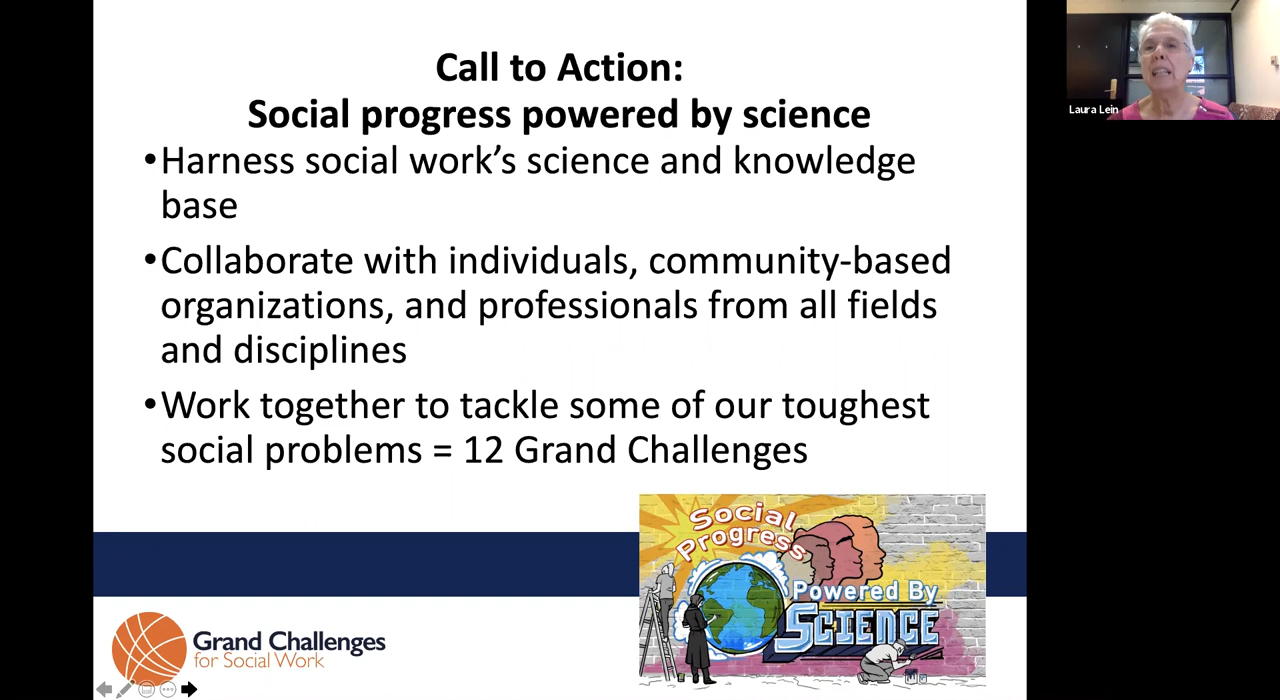 Call to Action:
Social progress powered by science
•Harness social work’s science and knowledge
base
•Collaborate with individuals, community-based
organizations, and professionals from all fields
and disciplines
•Work together to tackle some of our toughest
social problems = 12 Grand Challenges
Social
Progress
Powered By
SCIENCE
Grand Challenges
for Social Work
Laura Lein